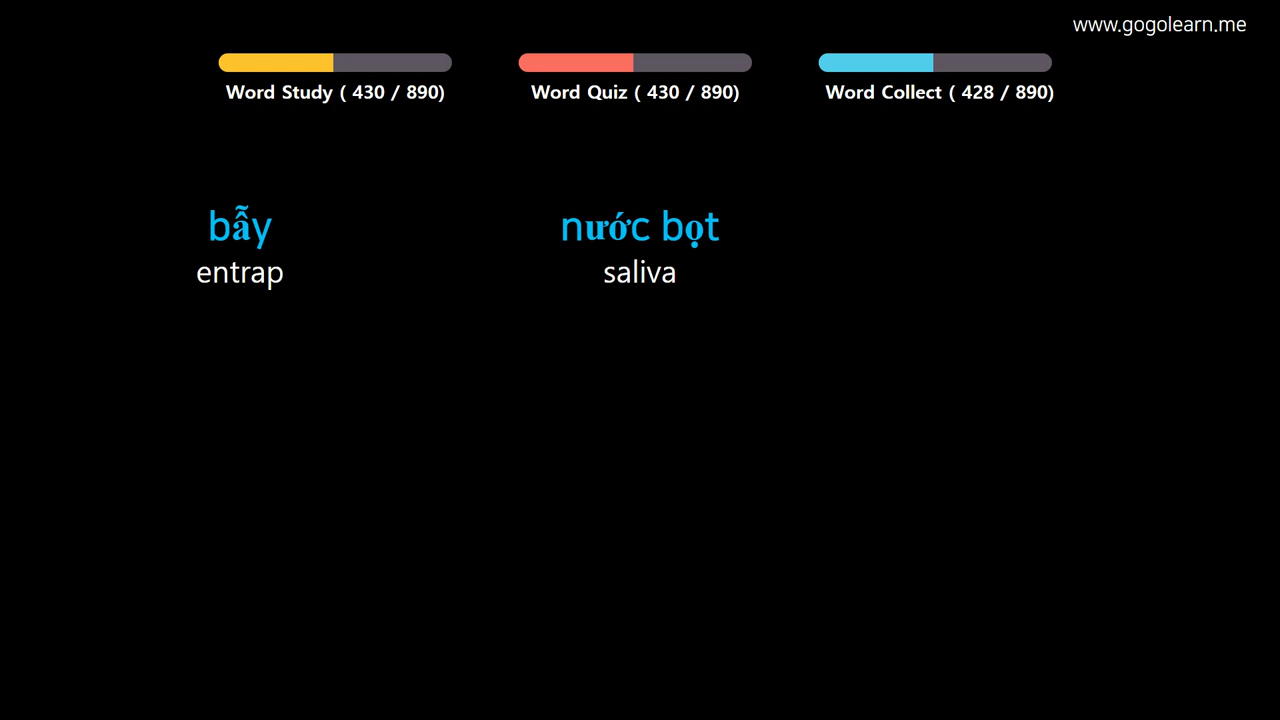 www.gogolearn.me
Word Study ( 430 / 890)
Word Quiz ( 430 / 890)
Word Collect ( 428 / 890)
bẫy
entrap
nước bọt
saliva